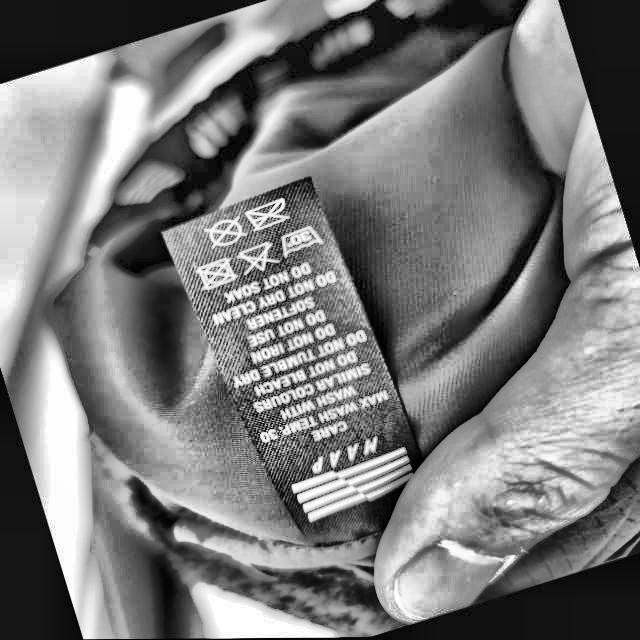 MAAP
CARE
MAX WASH TEMP 30
WASH WITH
SIMILAR COLOURS
DO NOT BLEACH
DO NOT TUMBLE DRY
DO NOT IRON
DO NOT USE
SOFTENER
DO NOT DRY CLEAN
DO NOT SOAK
30°